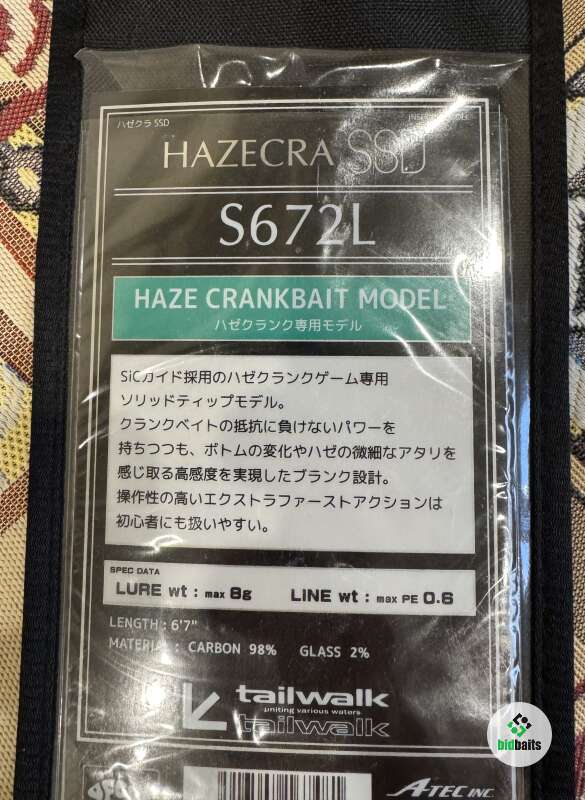 ハゼクラ SSD
HAZECRA SSD
S672L
HAZE CRANKBAIT MODEL
ハゼクランク専用モデル
SiCガイド採用のハゼクランクゲーム専用
ソリッドティップモデル。
クランクベイトの抵抗に負けないパワーを
持ちつつも、ボトムの変化やハゼの微細なアタリを
感じ取る高感度を実現したブランク設計。
操作性の高いエクストラファーストアクションは
初心者にも扱いやすい。
SPEC DATA
LURE wt : max 8g LINE wt : max PE 0.6
LENGTH : 6'7"
MATERIAL : CARBON 98% GLASS 2%
tailwalk
uniting various waters
tailwalk
A-TEC INC.
bidbaits